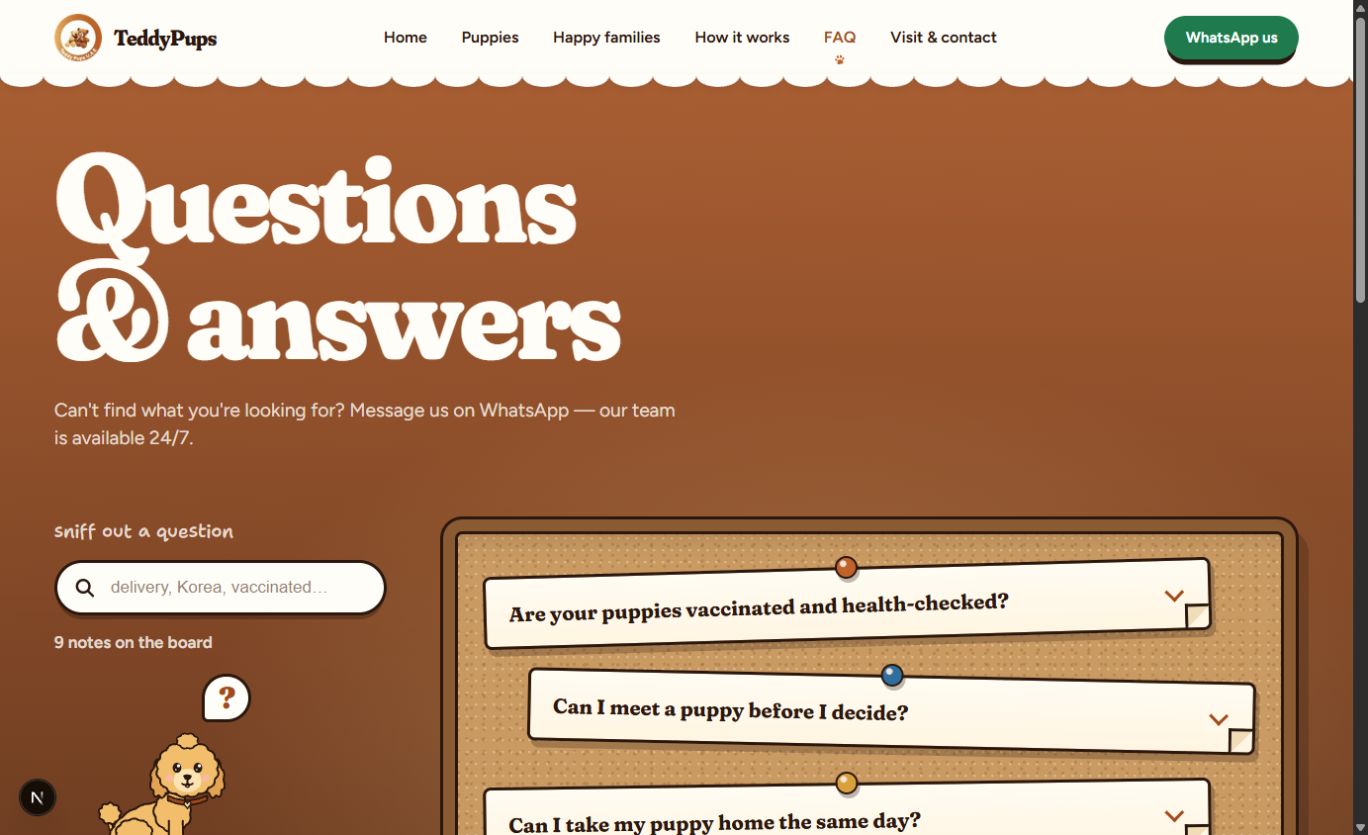 TeddyPups
Home
Puppies
Happy families
How it works
FAQ
Visit & contact
WhatsApp us
Questions
& answers
Can't find what you're looking for? Message us on WhatsApp — our team
is available 24/7.
sniff out a question
delivery, Korea, vaccinated…
9 notes on the board
?
N
Are your puppies vaccinated and health-checked?
Can I meet a puppy before I decide?
Can I take my puppy home the same day?